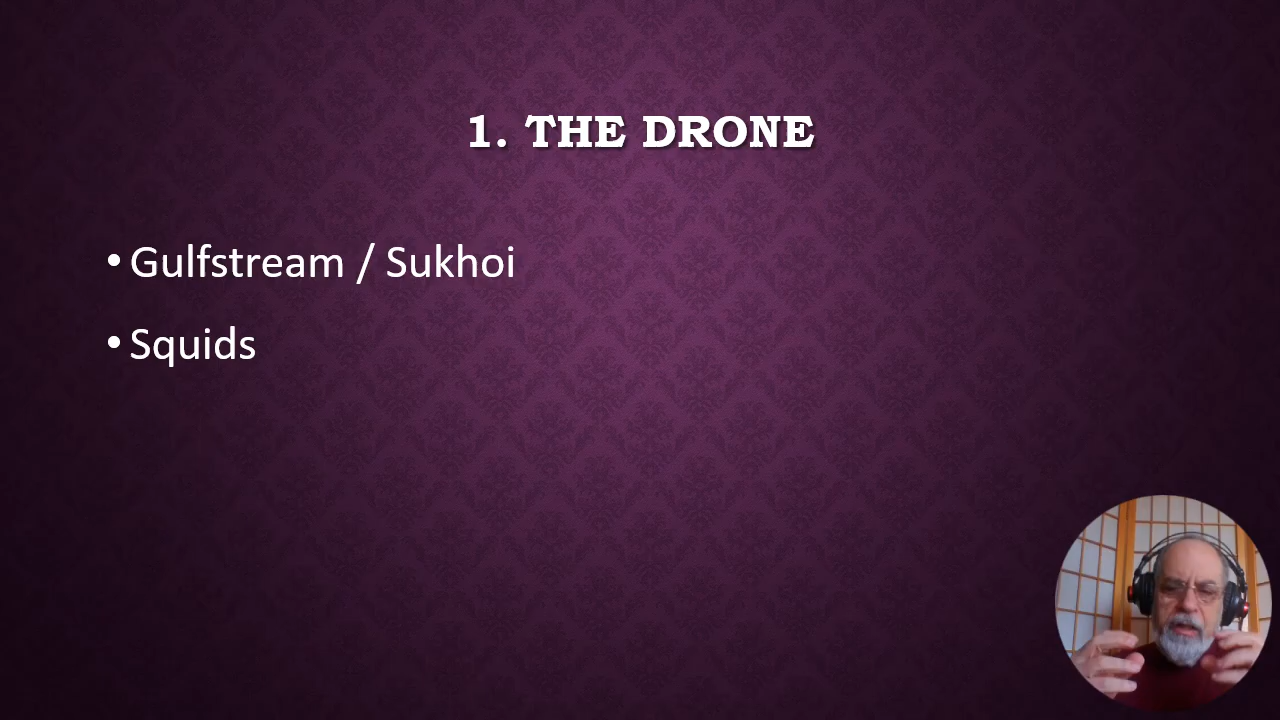 1. THE DRONE
• Gulfstream / Sukhoi
• Squids